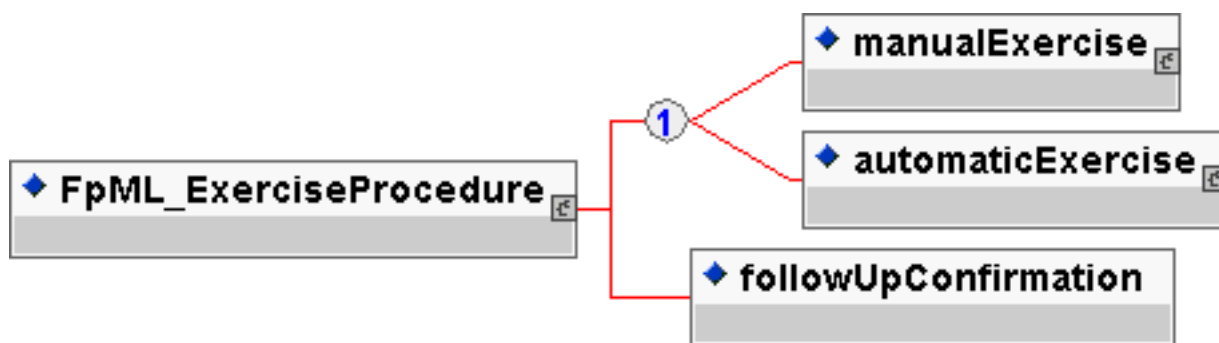 manualExercise
1
automaticExercise
FpML_ExerciseProcedure
followUpConfirmation